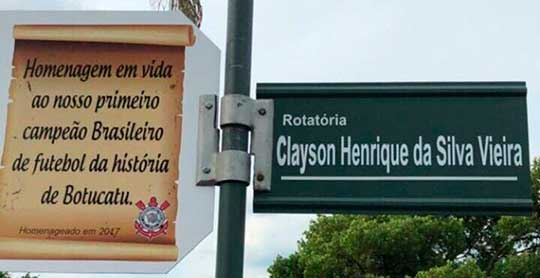 Homenagem em vida
ao nosso primeiro
campeão Brasileiro
de futebol da história
de Botucatu.
Homenageado em 2017
Rotatória
Clayson Henrique da Silva Vieira